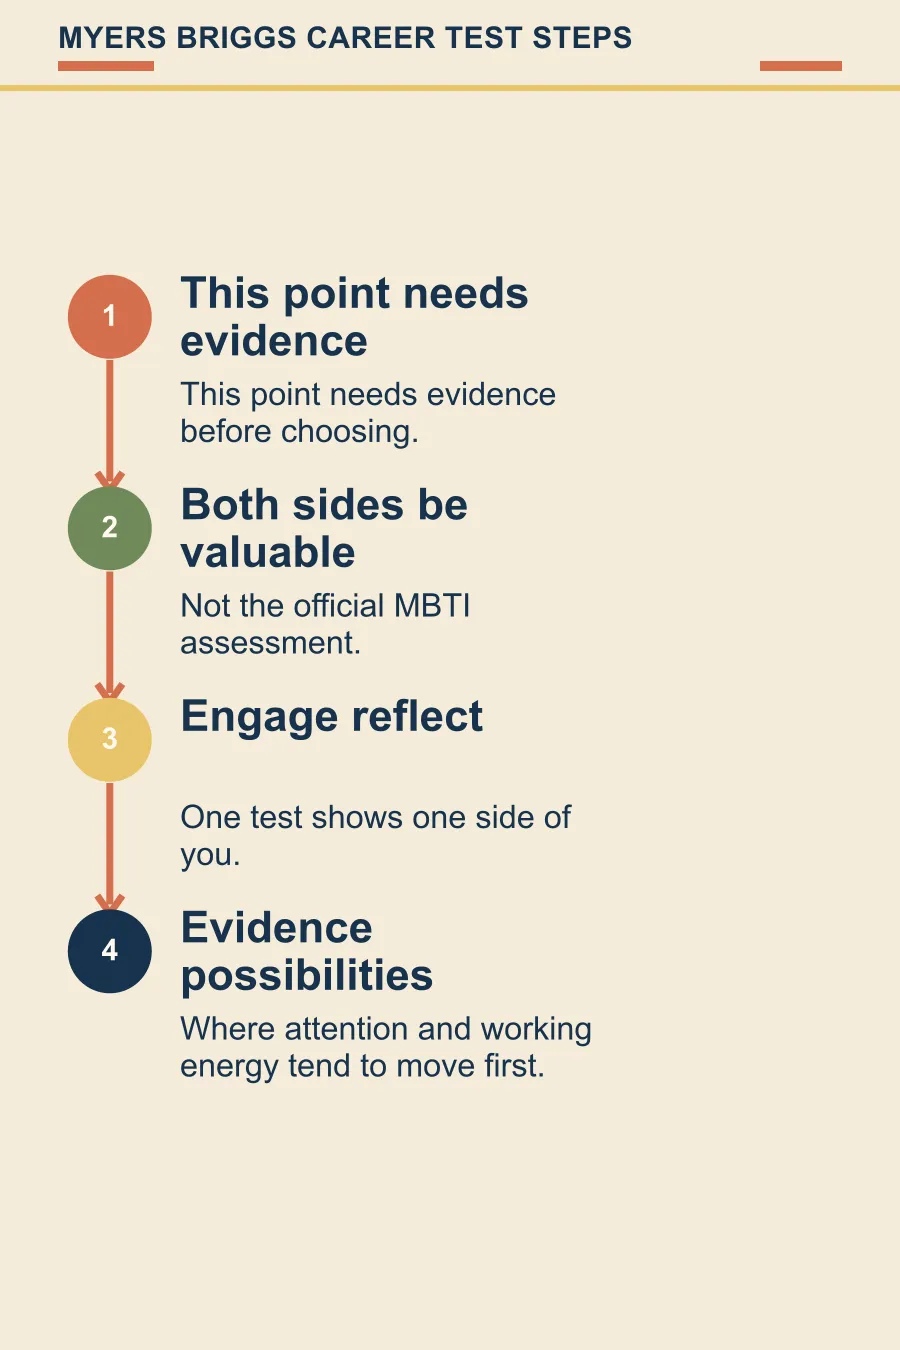 MYERS BRIGGS CAREER TEST STEPS
1
This point needs
evidence
This point needs evidence
before choosing.
2
Both sides be
valuable
Not the official MBTI
assessment.
3
Engage reflect
One test shows one side of
you.
4
Evidence
possibilities
Where attention and working
energy tend to move first.